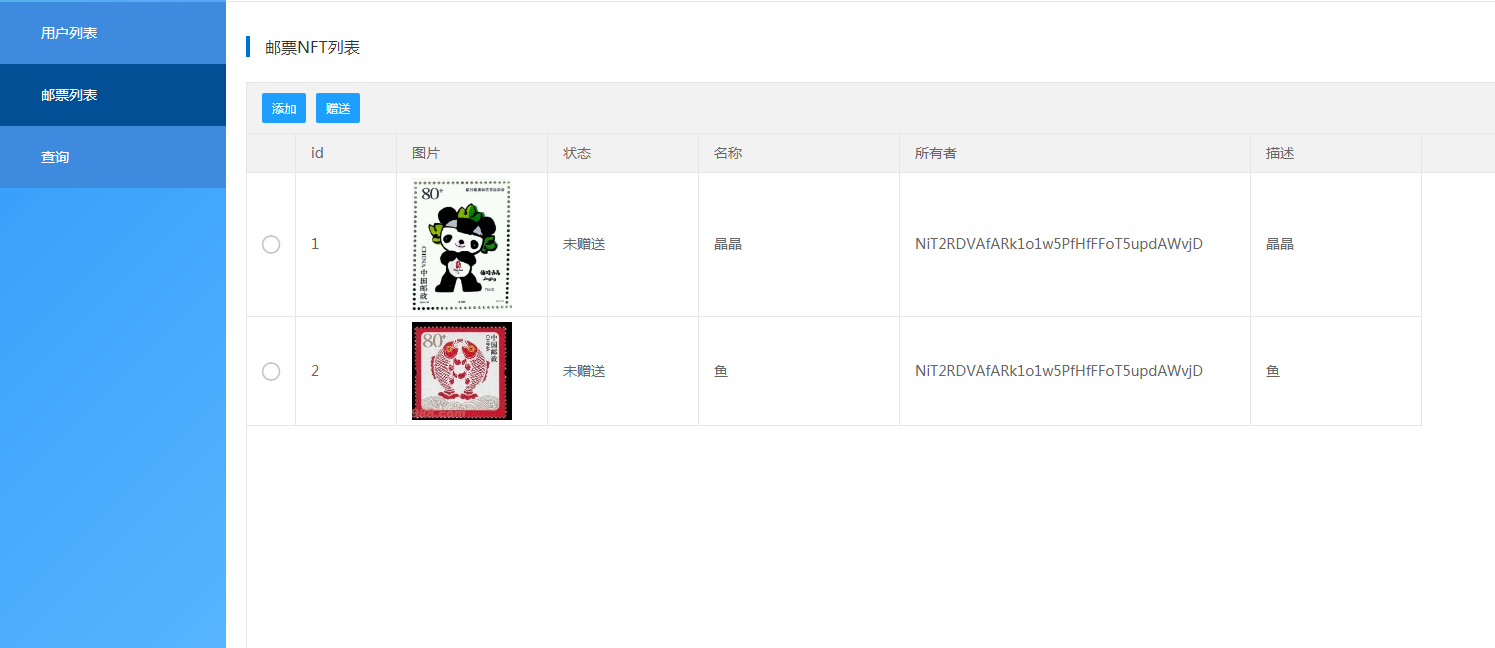 用户列表
邮票列表
查询
邮票NFT列表
添加 赠送
id 图片 状态 名称 所有者 描述
1 未赠送 晶晶 NiT2RDVAfARk1o1w5PfHfFFoT5updAWvjD 晶晶
80分
CHINA 中国邮政
Jingjing
2 未赠送 鱼 NiT2RDVAfARk1o1w5PfHfFFoT5updAWvjD 鱼
80分
中国邮政
CHINA